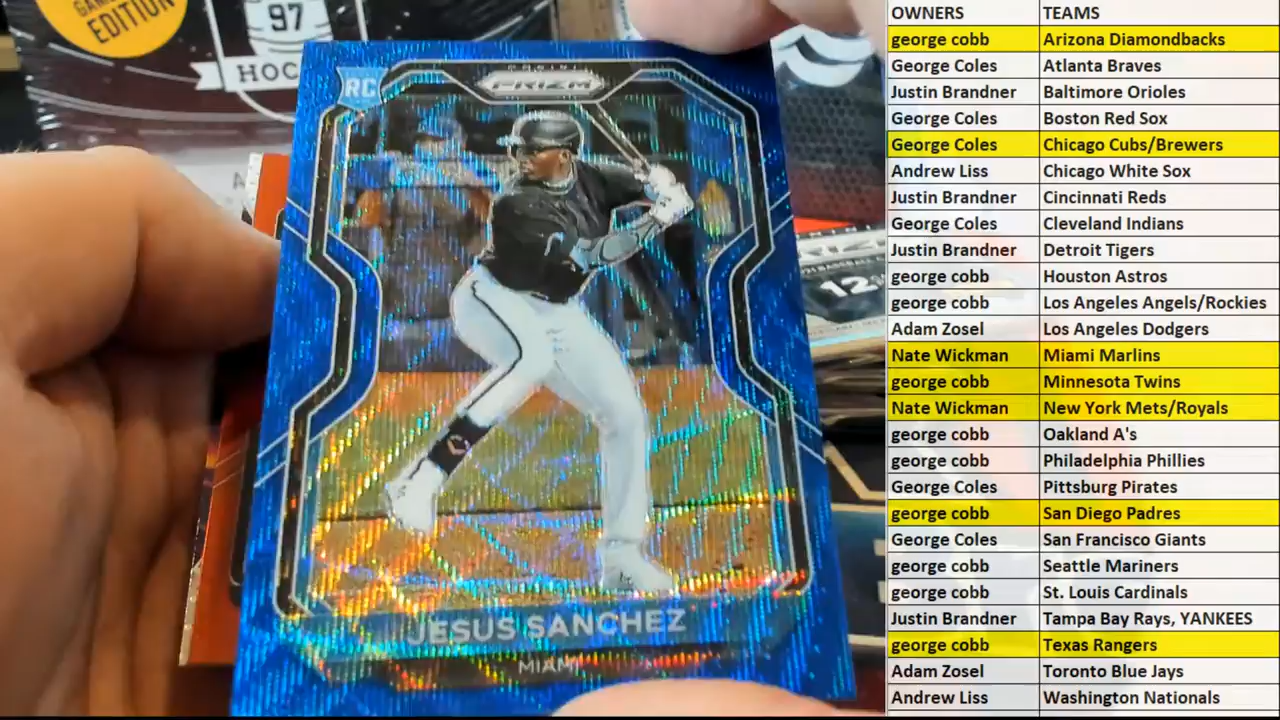 EDITION
97
HOC
RC
PANINI
PRIZM
JESUS SANCHEZ
MIAMI
12
OWNERS TEAMS
george cobb Arizona Diamondbacks
George Coles Atlanta Braves
Justin Brandner Baltimore Orioles
George Coles Boston Red Sox
George Coles Chicago Cubs/Brewers
Andrew Liss Chicago White Sox
Justin Brandner Cincinnati Reds
George Coles Cleveland Indians
Justin Brandner Detroit Tigers
george cobb Houston Astros
george cobb Los Angeles Angels/Rockies
Adam Zosel Los Angeles Dodgers
Nate Wickman Miami Marlins
george cobb Minnesota Twins
Nate Wickman New York Mets/Royals
george cobb Oakland A's
george cobb Philadelphia Phillies
George Coles Pittsburg Pirates
george cobb San Diego Padres
George Coles San Francisco Giants
george cobb Seattle Mariners
george cobb St. Louis Cardinals
Justin Brandner Tampa Bay Rays, YANKEES
george cobb Texas Rangers
Adam Zosel Toronto Blue Jays
Andrew Liss Washington Nationals